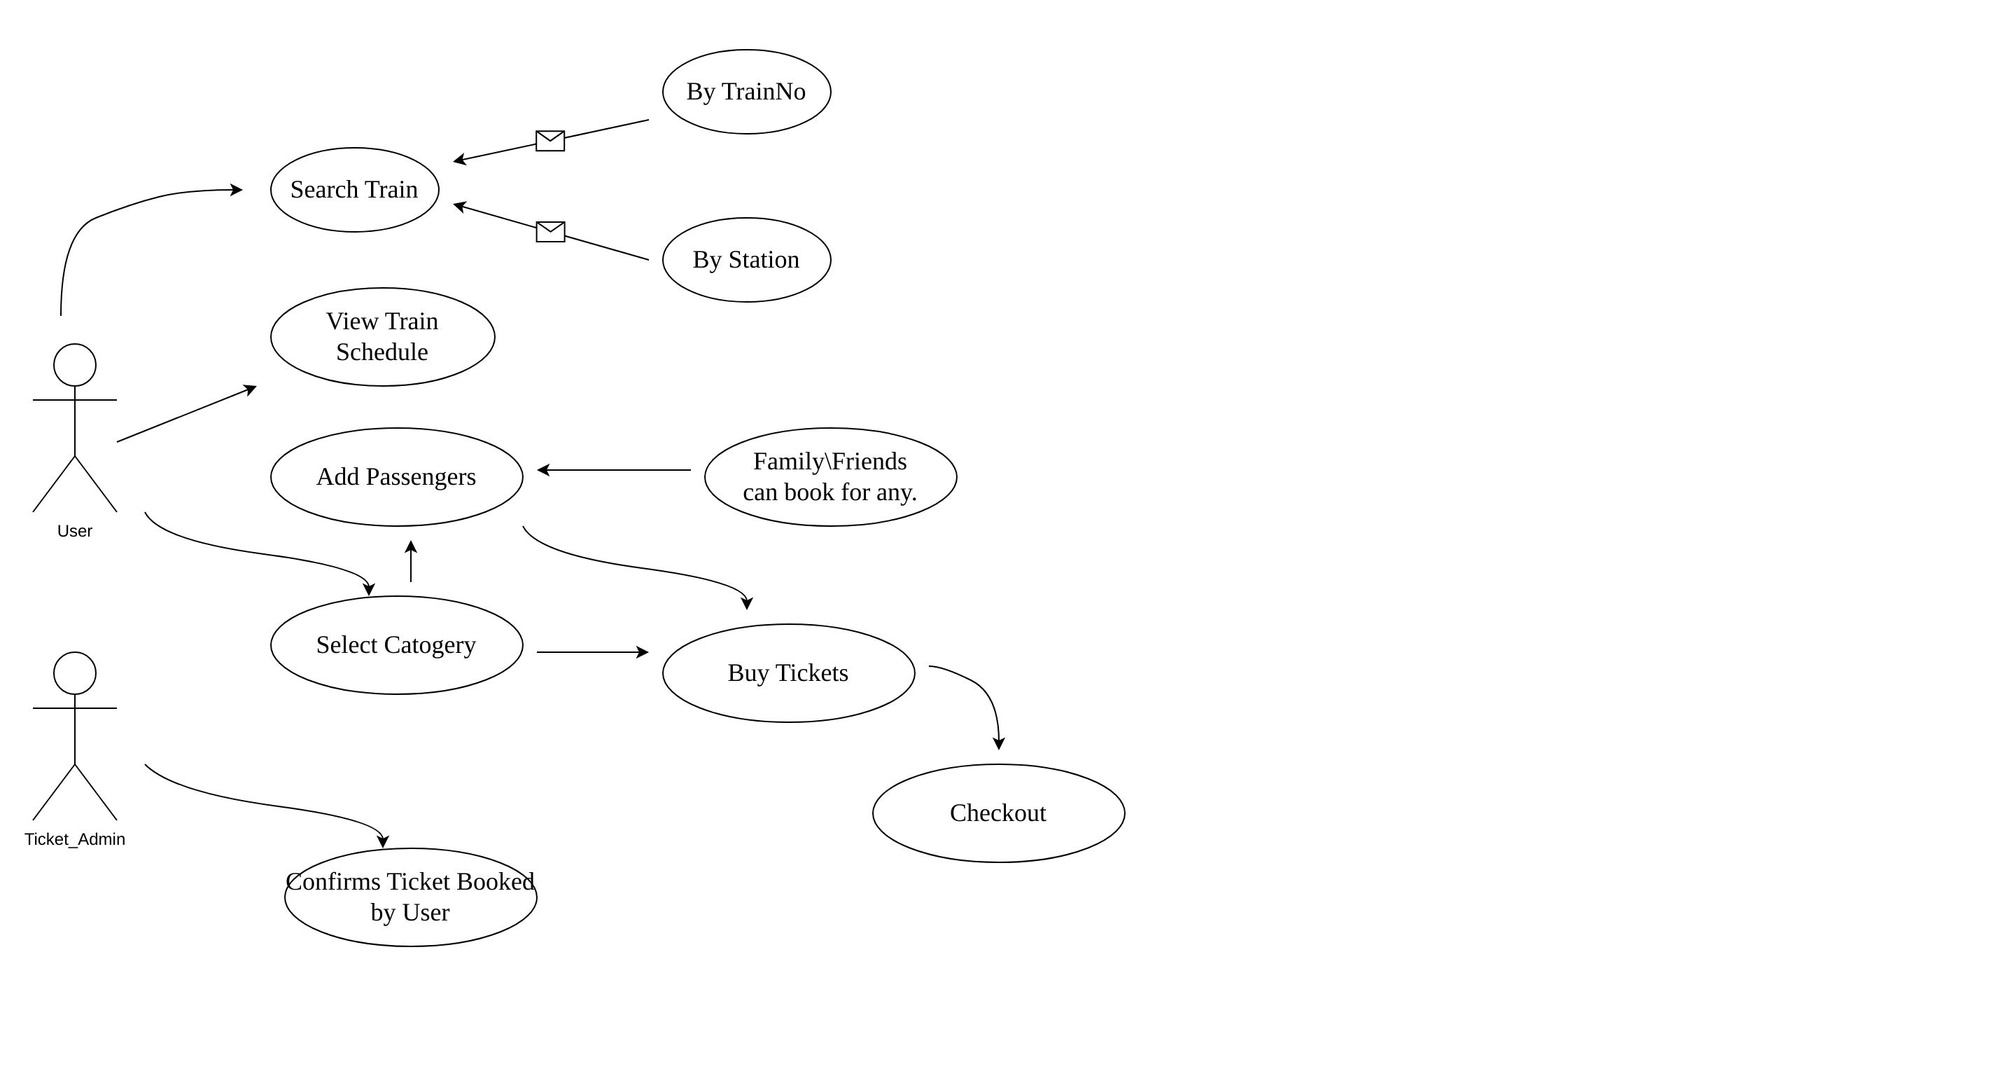 By TrainNo
Search Train
By Station
View Train
Schedule
Add Passengers
Family\Friends
can book for any.
User
Select Catogery
Buy Tickets
Checkout
Ticket_Admin
Confirms Ticket Booked
by User